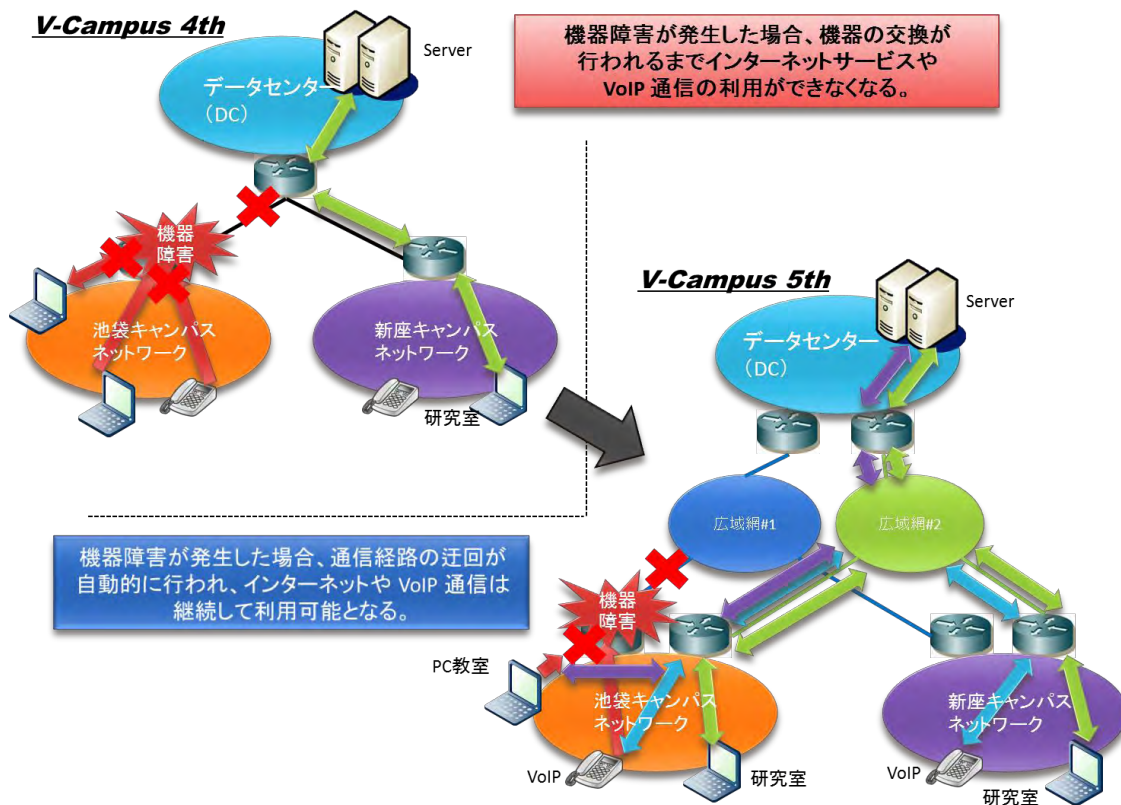 V-Campus 4th
Server
データセンター
（DC）
機器障害が発生した場合、機器の交換が
行われるまでインターネットサービスや
VoIP 通信の利用ができなくなる。
機器
障害
池袋キャンパス
ネットワーク
新座キャンパス
ネットワーク
研究室
V-Campus 5th
Server
データセンター
（DC）
広域網#1
広域網#2
機器障害が発生した場合、通信経路の迂回が
自動的に行われ、インターネットや VoIP 通信は
継続して利用可能となる。
機器
障害
PC教室
池袋キャンパス
ネットワーク
VoIP
研究室
新座キャンパス
ネットワーク
VoIP
研究室